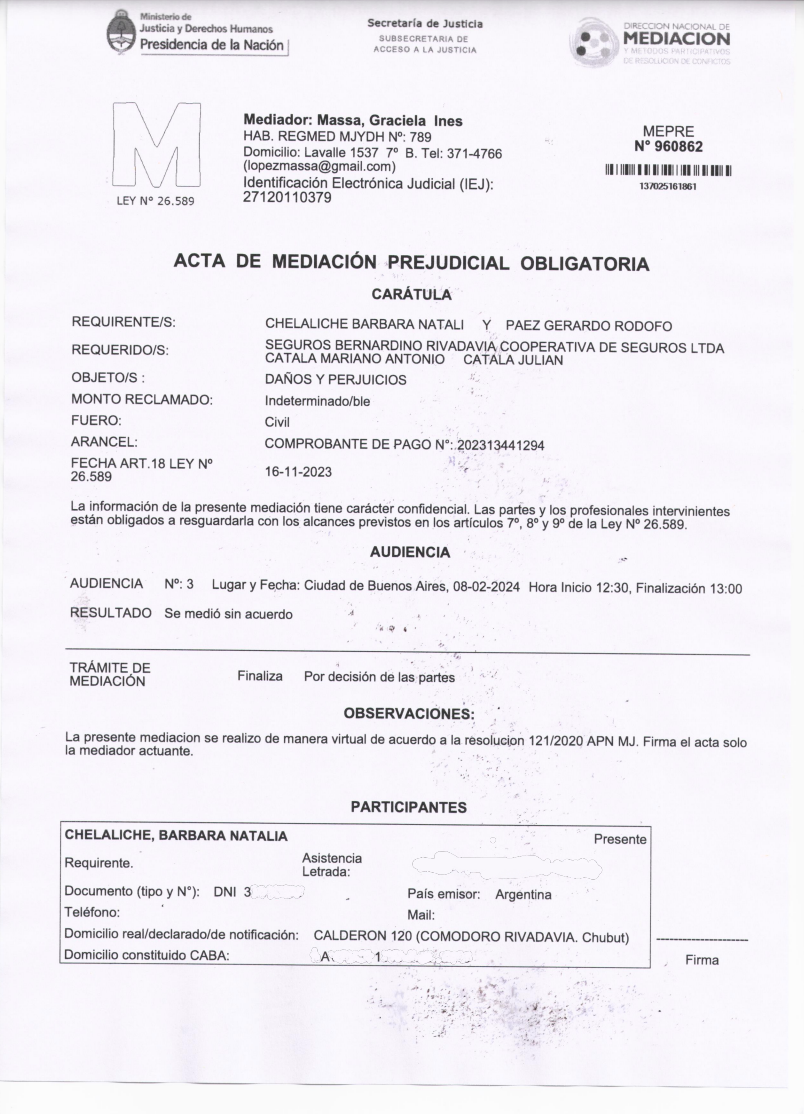 Ministerio de
Justicia y Derechos Humanos
Presidencia de la Nación
Secretaría de Justicia
SUBSECRETARIA DE
ACCESO A LA JUSTICIA
DIRECCION NACIONAL DE
MEDIACION
Y METODOS PARTICIPATIVOS
DE RESOLUCION DE CONFICTOS
M
LEY N° 26.589
Mediador: Massa, Graciela Ines
HAB. REGMED MJYDH Nº: 789
Domicilio: Lavalle 1537 7º B. Tel: 371-4766
(lopezmassa@gmail.com)
Identificación Electrónica Judicial (IEJ):
27120110379
MEPRE
N° 960862
137025161861
ACTA DE MEDIACIÓN PREJUDICIAL OBLIGATORIA
CARÁTULA
REQUIRENTE/S: CHELALICHE BARBARA NATALI Y PAEZ GERARDO RODOFO
REQUERIDO/S: SEGUROS BERNARDINO RIVADAVIA COOPERATIVA DE SEGUROS LTDA
CATALA MARIANO ANTONIO CATALA JULIAN
OBJETO/S : DAÑOS Y PERJUICIOS
MONTO RECLAMADO: Indeterminado/ble
FUERO: Civil
ARANCEL: COMPROBANTE DE PAGO N°: 202313441294
FECHA ART.18 LEY Nº
26.589 16-11-2023
La información de la presente mediación tiene carácter confidencial. Las partes y los profesionales intervinientes
están obligados a resguardarla con los alcances previstos en los artículos 7º, 8º y 9º de la Ley Nº 26.589.
AUDIENCIA
AUDIENCIA Nº: 3 Lugar y Fecha: Ciudad de Buenos Aires, 08-02-2024 Hora Inicio 12:30, Finalización 13:00
RESULTADO Se medió sin acuerdo
TRÁMITE DE
MEDIACIÓN Finaliza Por decisión de las partes
OBSERVACIONES:
La presente mediacion se realizo de manera virtual de acuerdo a la resolucion 121/2020 APN MJ. Firma el acta solo
la mediador actuante.
PARTICIPANTES
CHELALICHE, BARBARA NATALIA Presente
Requirente. Asistencia
Letrada:
Documento (tipo y N°): DNI 3 País emisor: Argentina
Teléfono: Mail:
Domicilio real/declarado/de notificación: CALDERON 120 (COMODORO RIVADAVIA. Chubut)
Domicilio constituido CABA: A 1
Firma